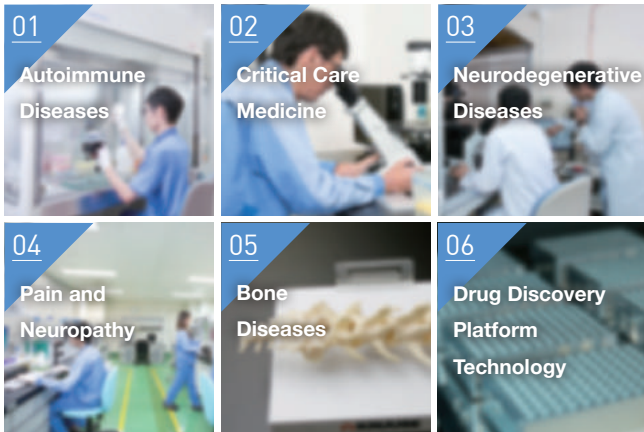 01
Autoimmune
Diseases
02
Critical Care
Medicine
03
Neurodegenerative
Diseases
04
Pain and
Neuropathy
05
Bone
Diseases
06
Drug Discovery
Platform
Technology